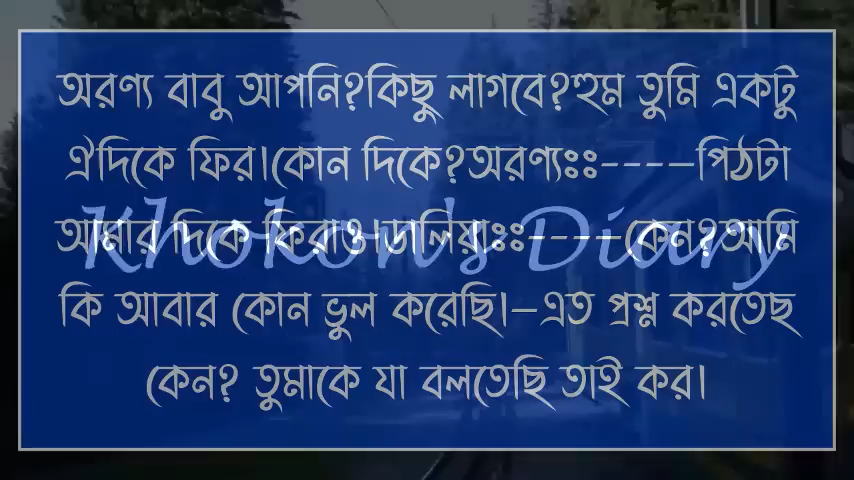 অরণ্য বাবু আপনি?কিছু লাগবে?হুম তুমি একটু
ঐদিকে ফির।কোন দিকে?অরণ্যঃঃ----পিঠটা
আমার দিকে ফিরাও।ডালিয়াঃঃ----কেন?আমি
কি আবার কোন ভুল করেছি।-এত প্রশ্ন করতেছ
কেন? তুমাকে যা বলতেছি তাই কর।
Khokon's Diary